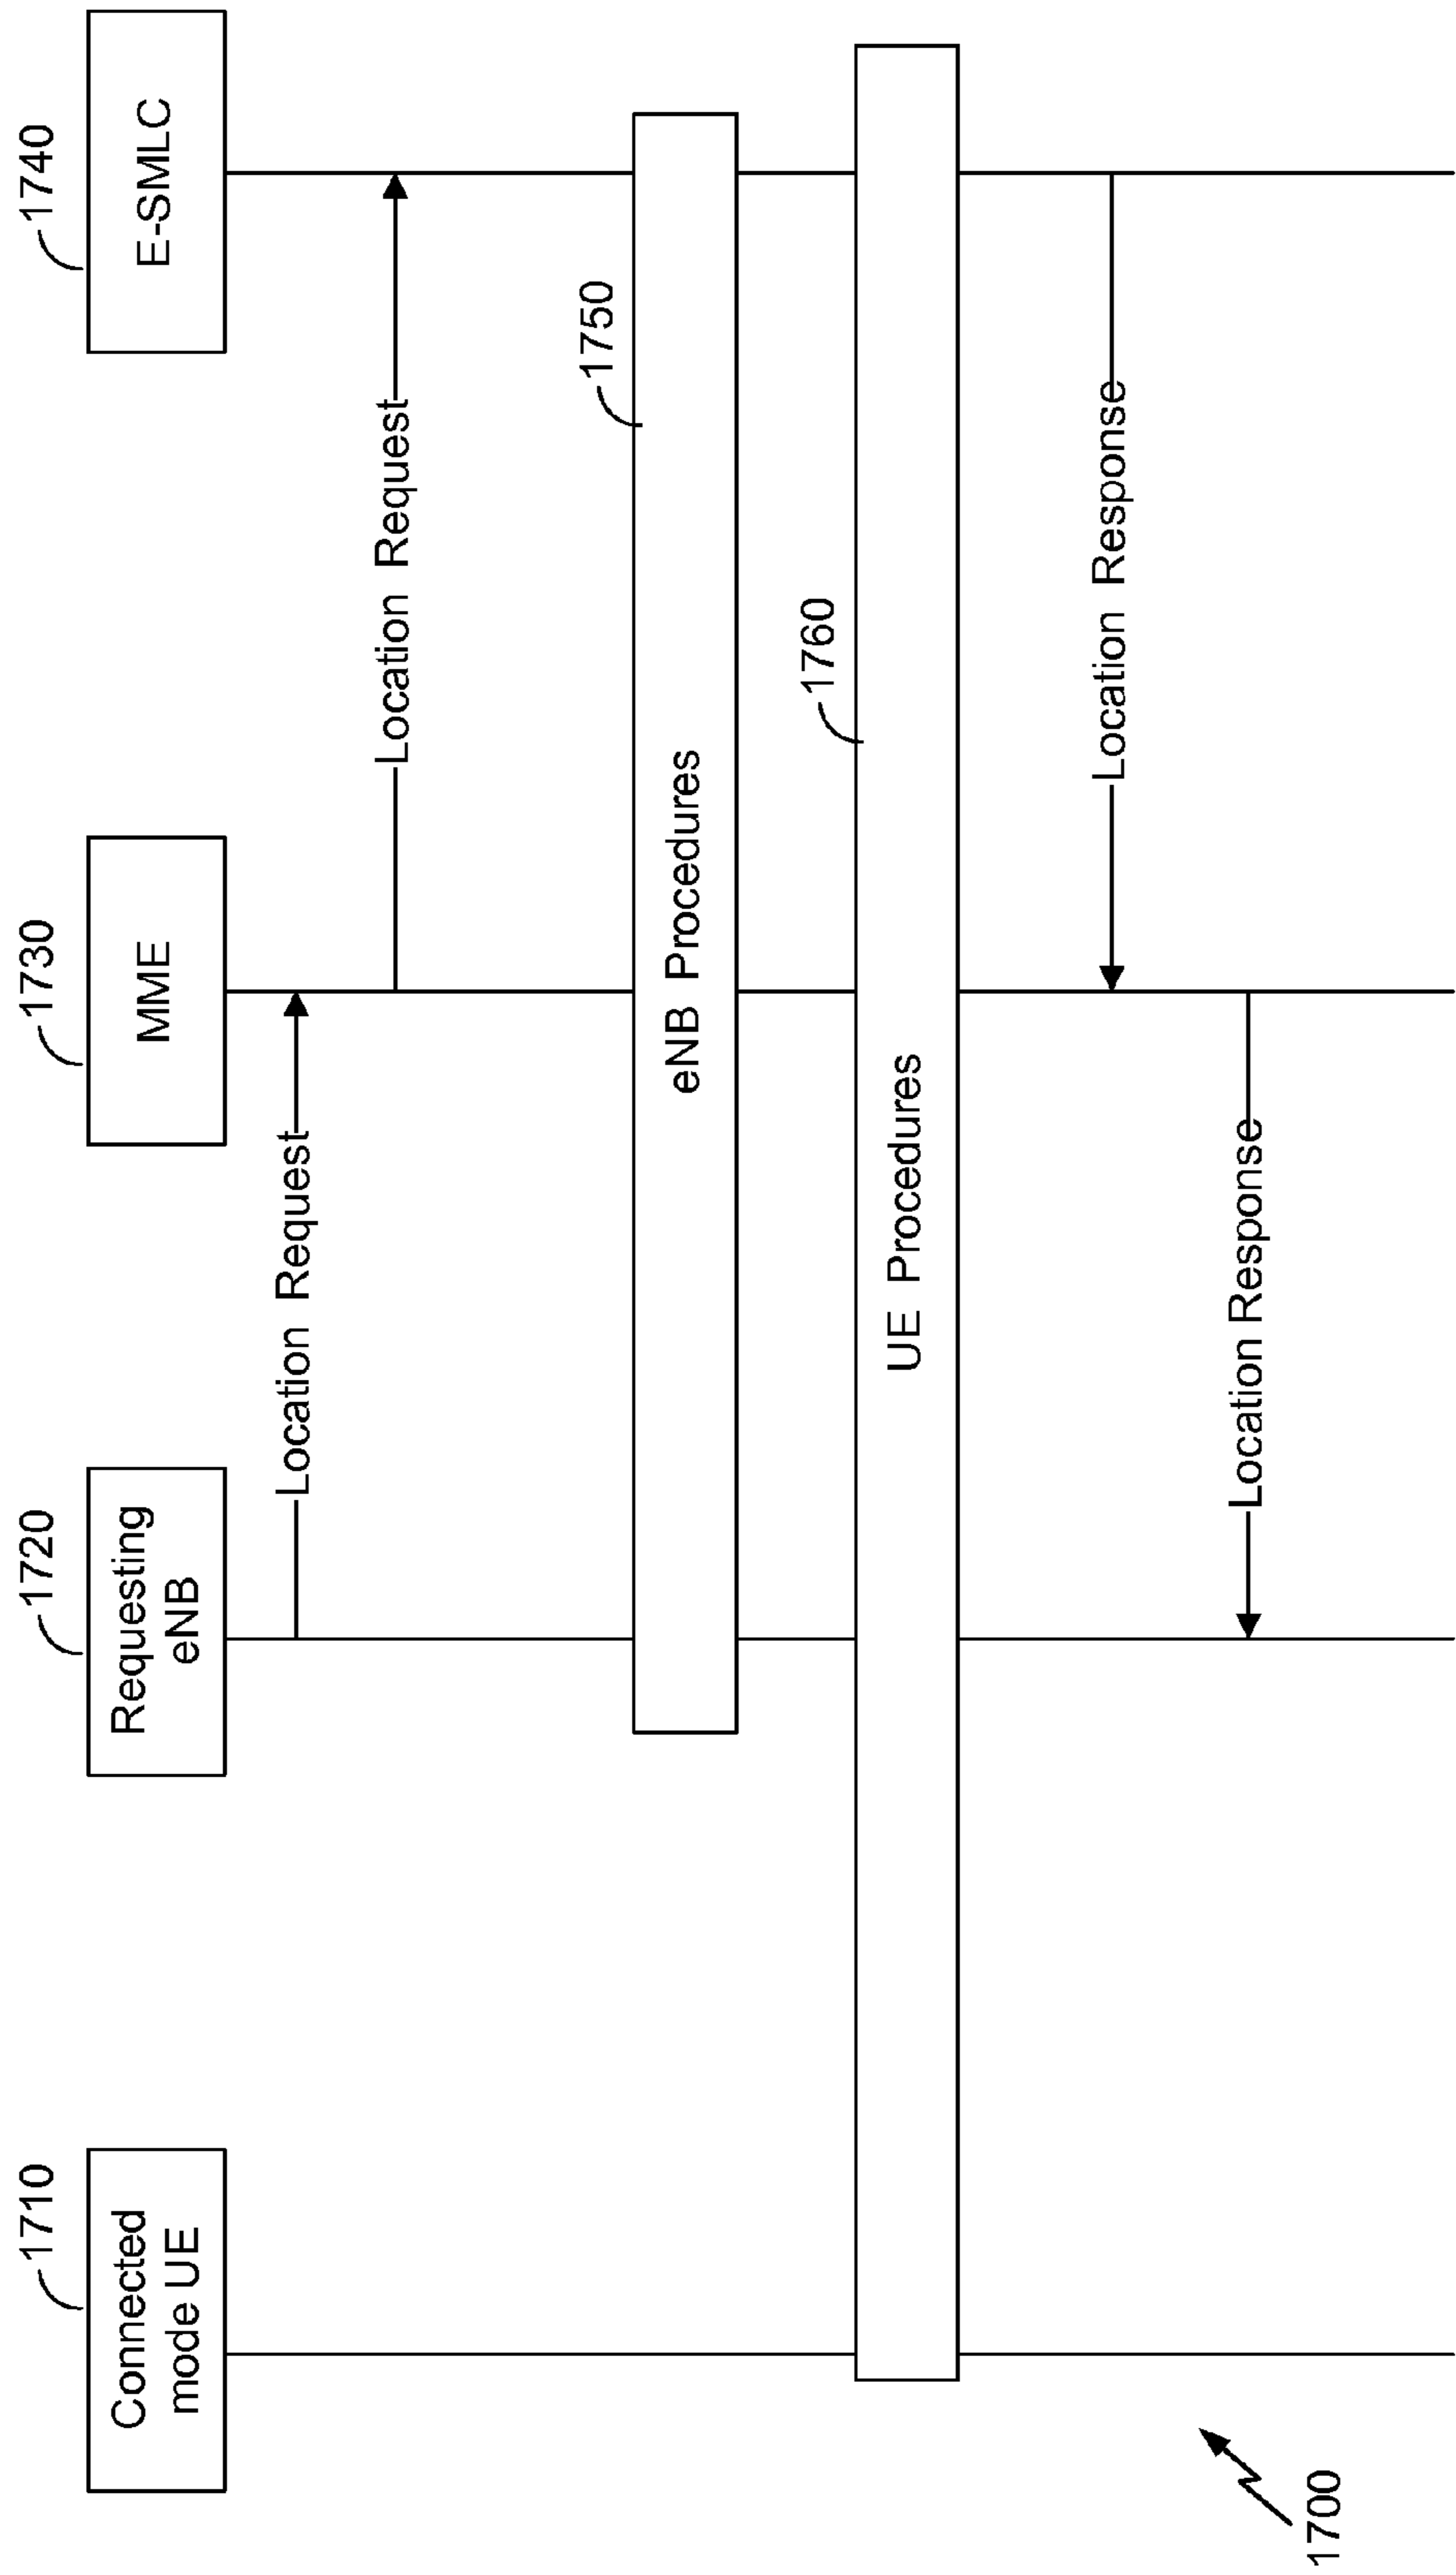 1710
Connected
mode UE
1720
Requesting
eNB
1730
MME
1740
E-SMLC
Location Request
Location Request
1750
eNB Procedures
1760
UE Procedures
Location Response
Location Response
1700